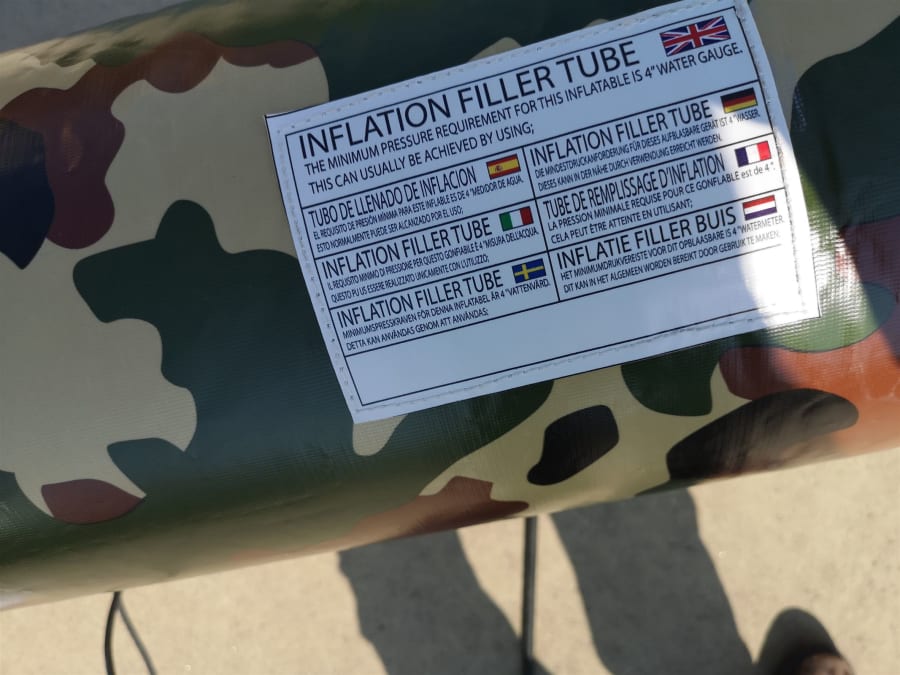 INFLATION FILLER TUBE
THE MINIMUM PRESSURE REQUIREMENT FOR THIS INFLATABLE IS 4" WATER GAUGE.
THIS CAN USUALLY BE ACHIEVED BY USING;
TUBO DE LLENADO DE INFLACION
EL REQUISITO DE PRESIÓN MÍNIMA PARA ESTE INFLABLE ES DE 4 "MEDIDOR DE AGUA.
ESTO NORMALMENTE PUEDE SER ALCANZADO POR EL USO;
INFLATION FILLER TUBE
IL REQUISITO MINIMO DI PRESSIONE PER QUESTO GONFIABILE È 4 "MISURA DELL'ACQUA.
QUESTO PU US ESSERE REALIZZATO UNICAMENTE CON L'UTILIZZO;
INFLATION FILLER TUBE
MINIMUMSPRESSKRAVEN FÖR DENNA INFLATABEL ÄR 4 "VATTENVÄRD.
DETTA KAN ANVÄNDAS GENOM ATT ANVÄNDAS;
INFLATION FILLER TUBE
DIE MINDESTDRUCKANFORDERUNG FÜR DIESES AUFBLASBARE GERÄT IST 4 " WASSER.
DIESES KANN IN DER NÄHE DURCH VERWENDUNG ERREICHT WERDEN.
TUBE DE REMPLISSAGE D'INFLATION
LA PRESSION MINIMALE REQUISE POUR CE GONFLABLE est de 4 ".
CELA PEUT ÊTRE ATTEINTE EN UTILISANT;
INFLATIE FILLER BUIS
HET MINIMUMDRUKVEREISTE VOOR DIT OPBLAASBARE IS 4 "WATERMETER.
DIT KAN IN HET ALGEMEEN WORDEN BEREIKT DOOR GEBRUIK TE MAKEN: